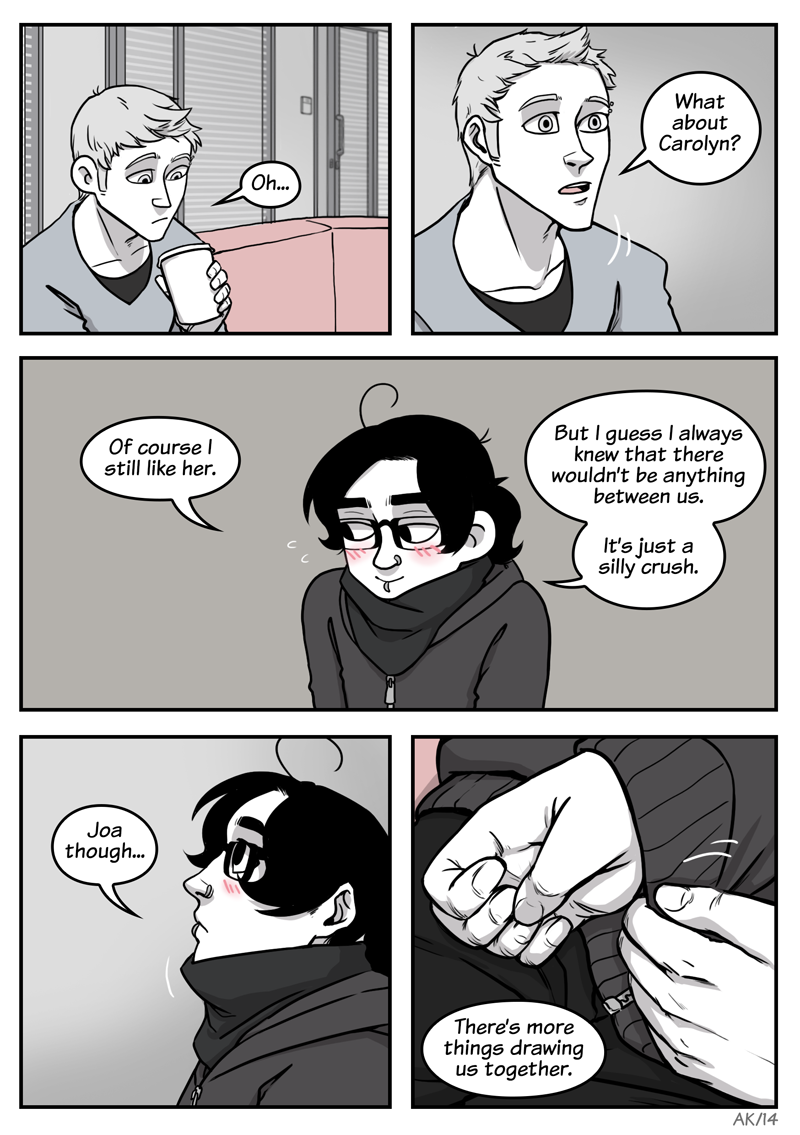 Oh...
What
about
Carolyn?
Of course I
still like her.
But I guess I always
knew that there
wouldn't be anything
between us.
It's just a
silly crush.
Joa
though...
There's more
things drawing
us together.
AK/14